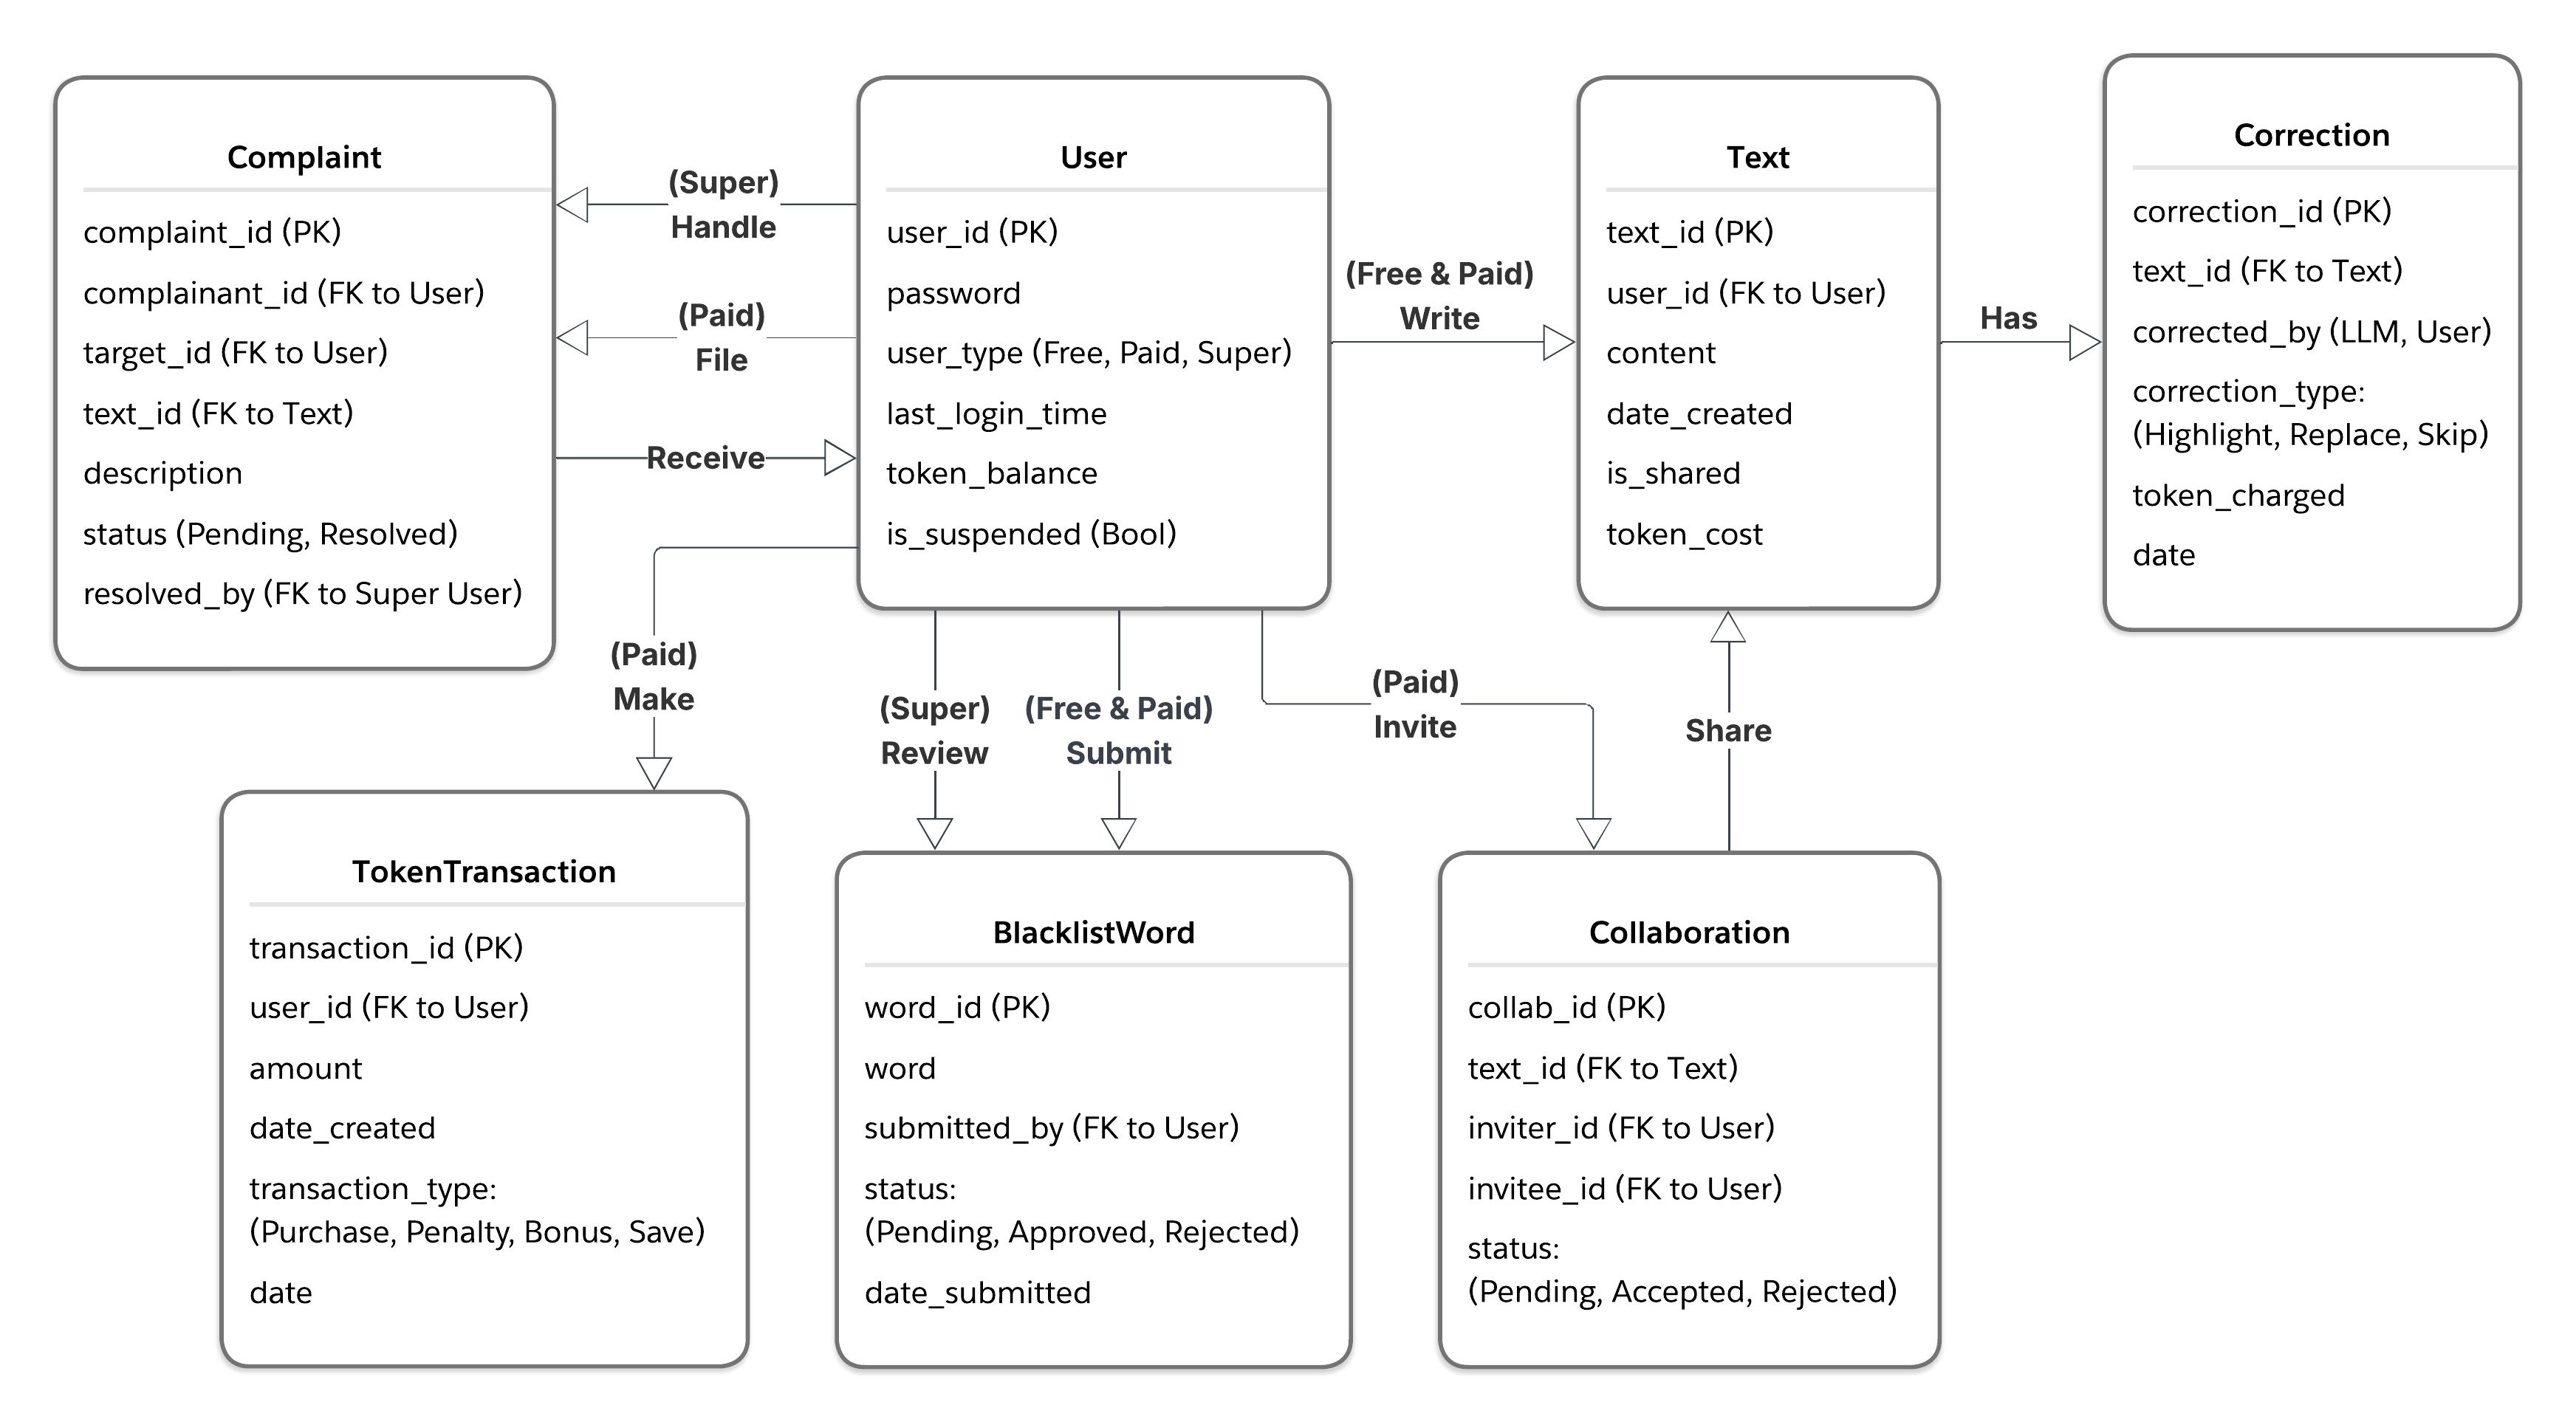 Complaint
complaint_id (PK)
complainant_id (FK to User)
target_id (FK to User)
text_id (FK to Text)
description
status (Pending, Resolved)
resolved_by (FK to Super User)
(Super)
Handle
(Paid)
File
Receive
User
user_id (PK)
password
user_type (Free, Paid, Super)
last_login_time
token_balance
is_suspended (Bool)
(Free & Paid)
Write
Text
text_id (PK)
user_id (FK to User)
content
date_created
is_shared
token_cost
Has
Correction
correction_id (PK)
text_id (FK to Text)
corrected_by (LLM, User)
correction_type:
(Highlight, Replace, Skip)
token_charged
date
(Paid)
Make
(Super)
Review
(Free & Paid)
Submit
(Paid)
Invite
Share
TokenTransaction
transaction_id (PK)
user_id (FK to User)
amount
date_created
transaction_type:
(Purchase, Penalty, Bonus, Save)
date
BlacklistWord
word_id (PK)
word
submitted_by (FK to User)
status:
(Pending, Approved, Rejected)
date_submitted
Collaboration
collab_id (PK)
text_id (FK to Text)
inviter_id (FK to User)
invitee_id (FK to User)
status:
(Pending, Accepted, Rejected)